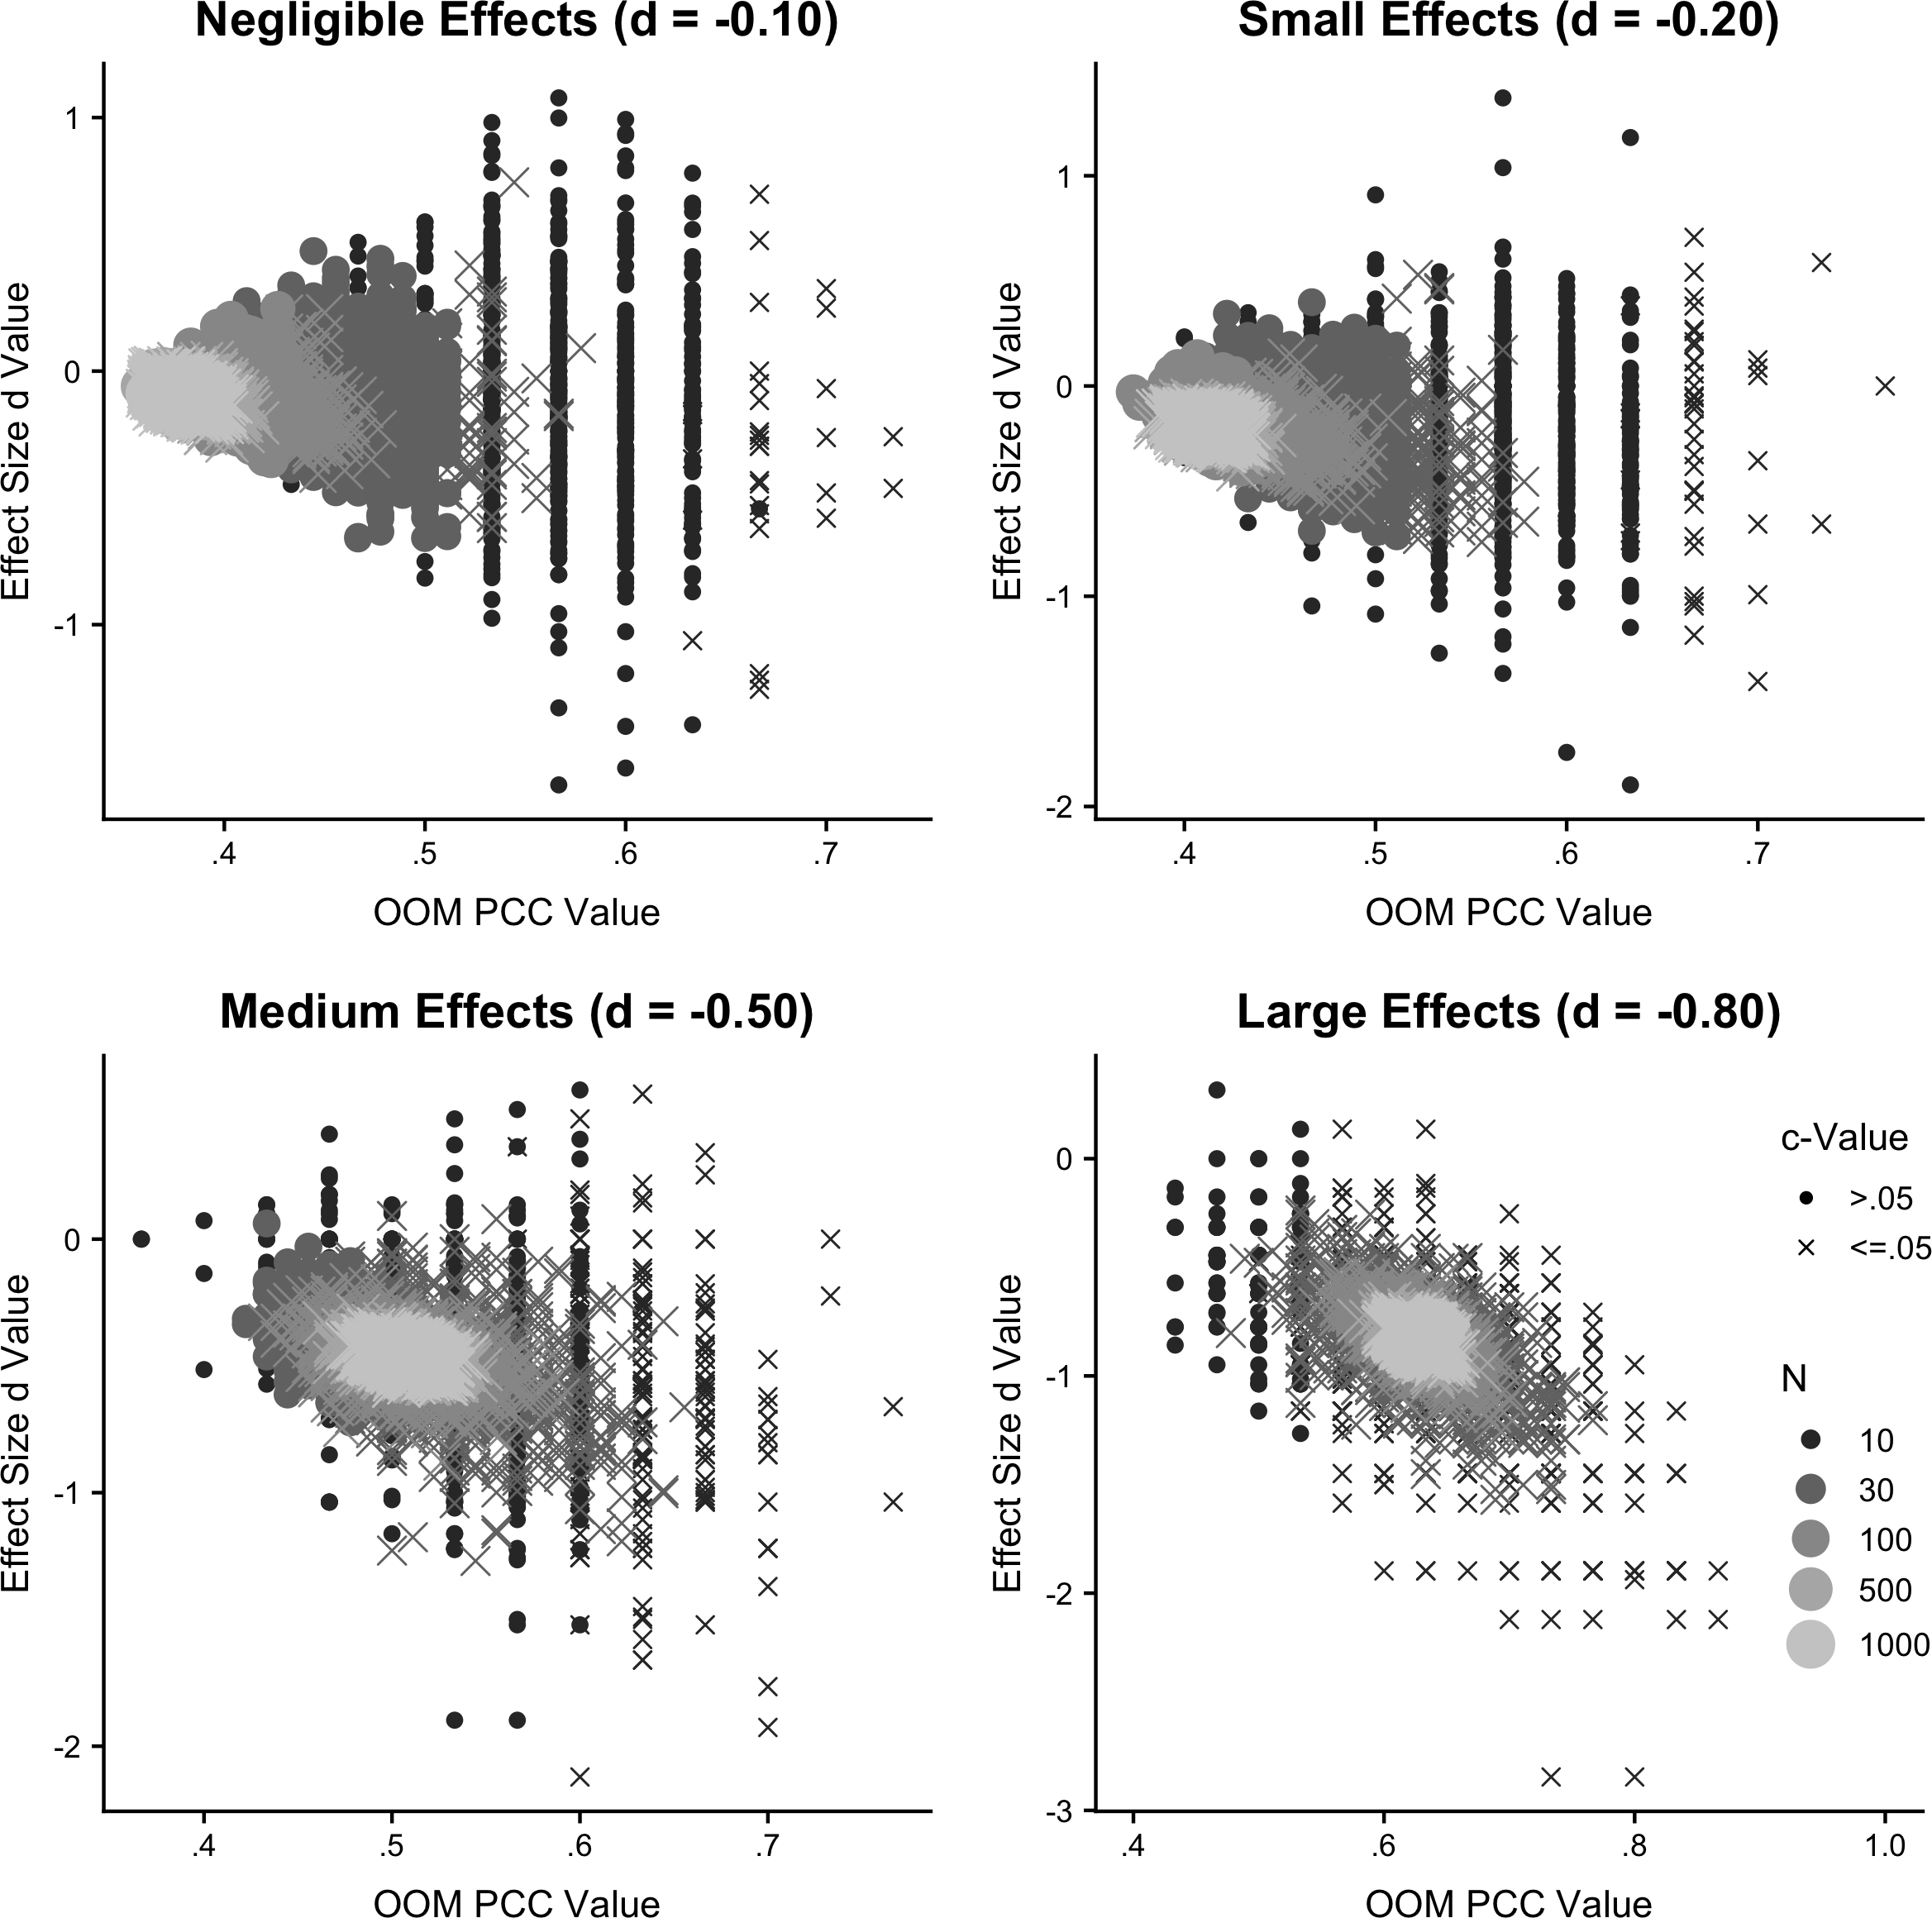 Negligible Effects (d = -0.10)
Effect Size d Value
1
0
-1
.4 .5 .6 .7
OOM PCC Value
Small Effects (d = -0.20)
Effect Size d Value
1
0
-1
-2
.4 .5 .6 .7
OOM PCC Value
Medium Effects (d = -0.50)
Effect Size d Value
0
-1
-2
.4 .5 .6 .7
OOM PCC Value
Large Effects (d = -0.80)
Effect Size d Value
0
-1
-2
-3
.4 .6 .8 1.0
OOM PCC Value
c-Value
>.05
<=.05
N
10
30
100
500
1000